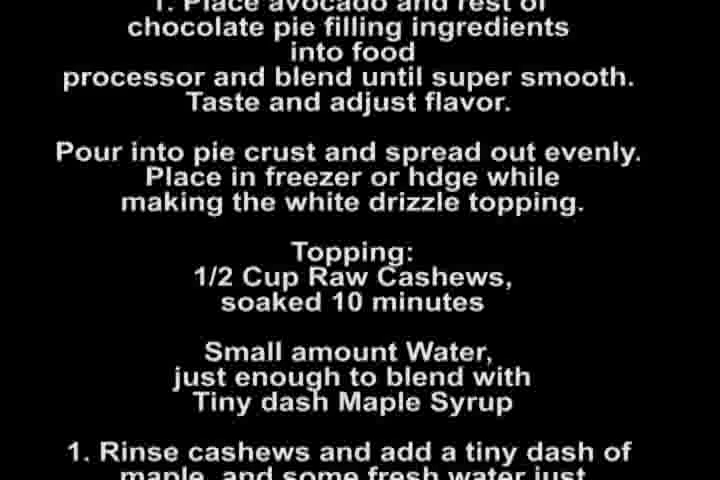 1. Place avocado and rest of
chocolate pie filling ingredients
into food
processor and blend until super smooth.
Taste and adjust flavor.
Pour into pie crust and spread out evenly.
Place in freezer or hdge while
making the white drizzle topping.
Topping:
1/2 Cup Raw Cashews,
soaked 10 minutes
Small amount Water,
just enough to blend with
Tiny dash Maple Syrup
1. Rinse cashews and add a tiny dash of
maple, and some fresh water just